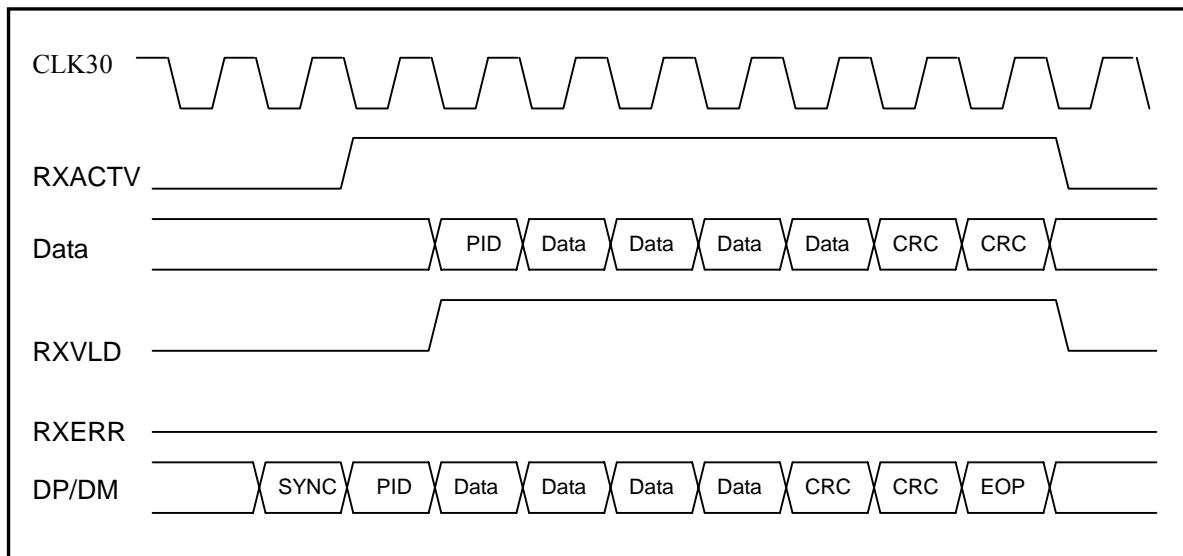 CLK30
RXACTV
Data PID Data Data Data Data CRC CRC
RXVLD
RXERR
DP/DM SYNC PID Data Data Data Data CRC CRC EOP